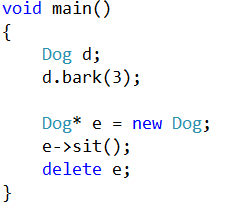 void main()
{
    Dog d;
    d.bark(3);

    Dog* e = new Dog;
    e->sit();
    delete e;
}